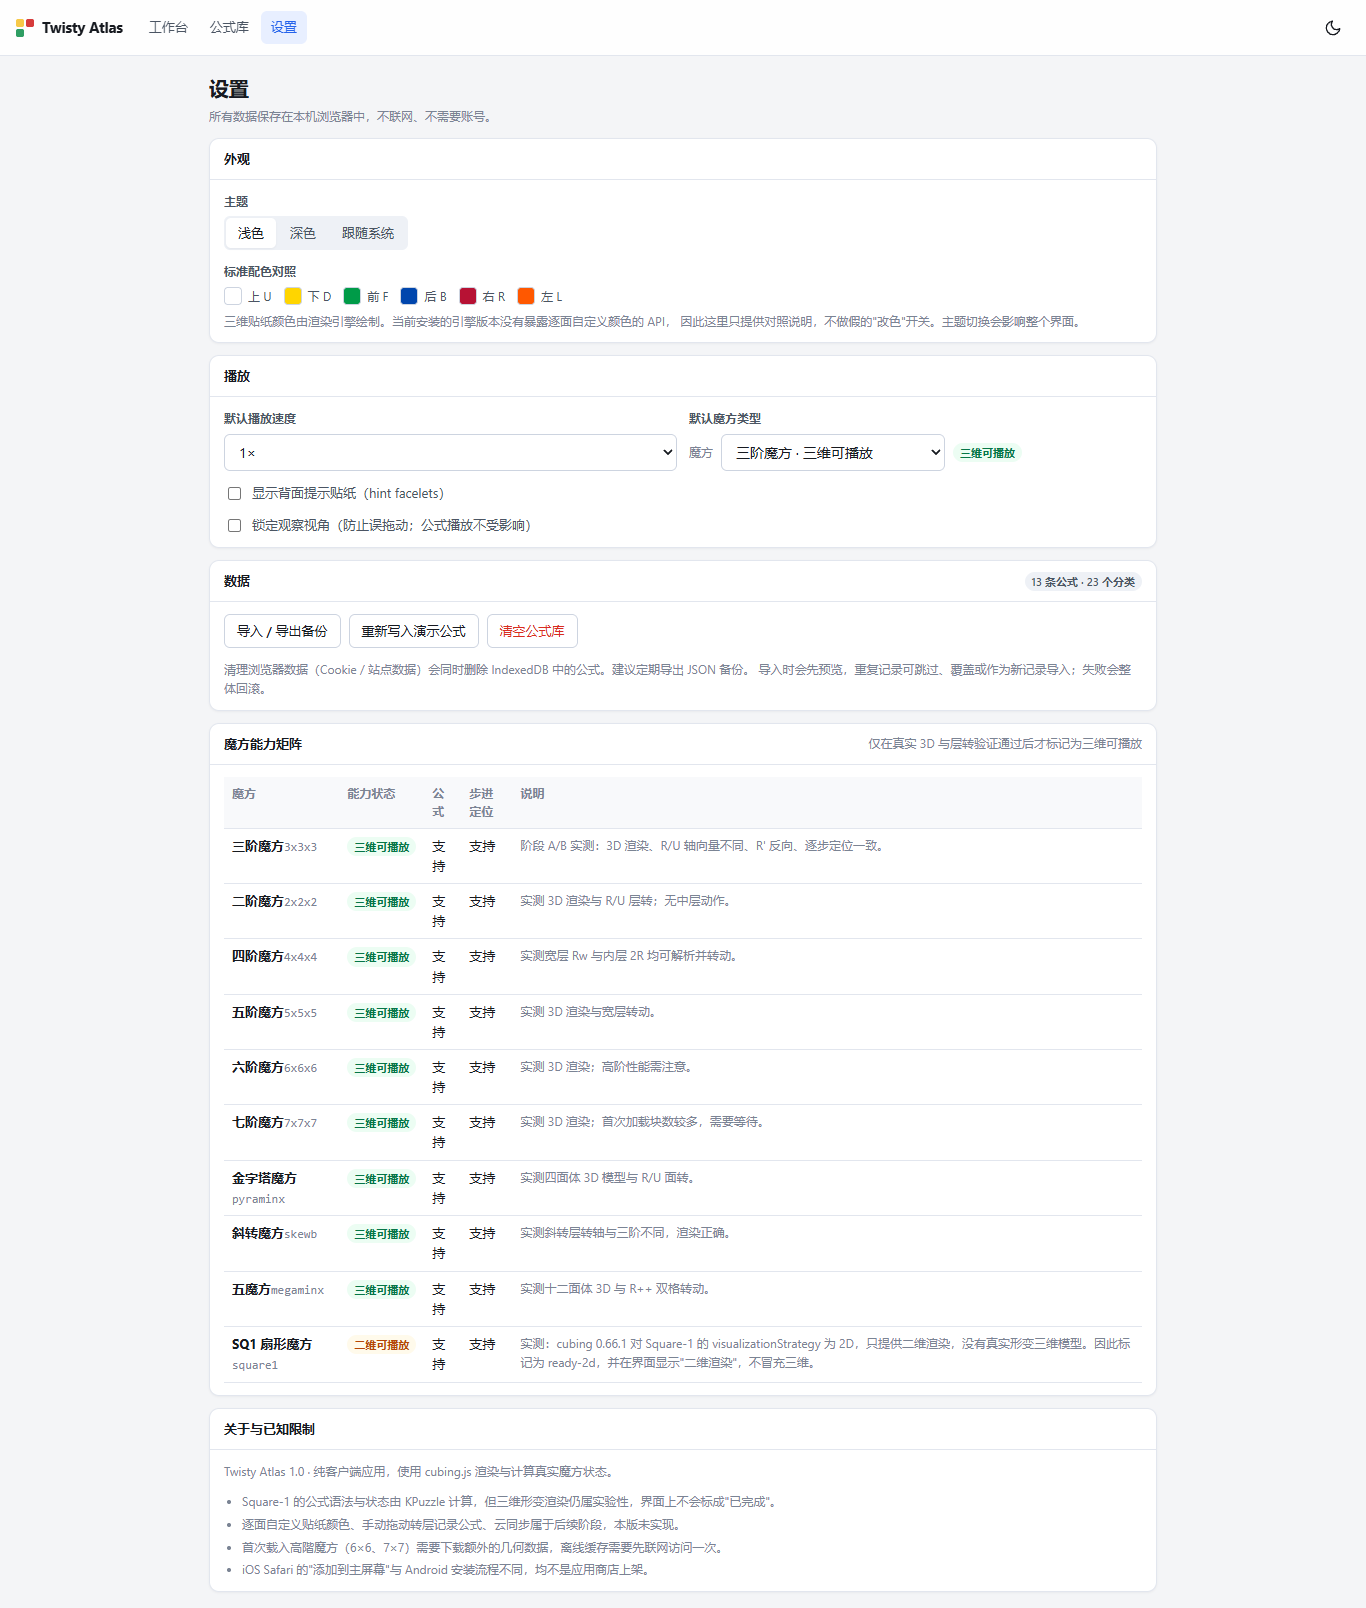 Twisty Atlas 工作台 公式库 设置
设置
所有数据保存在本机浏览器中，不联网、不需要账号。
外观
主题
浅色 深色 跟随系统
标准配色对照
上 U 下 D 前 F 后 B 右 R 左 L
三维贴纸颜色由渲染引擎绘制。当前安装的引擎版本没有暴露逐面自定义颜色的 API， 因此这里只提供对照说明，不做假的"改色"开关。主题切换会影响整个界面。
播放
默认播放速度 默认魔方类型
1× 魔方 三阶魔方 · 三维可播放 三维可播放
显示背面提示贴纸（hint facelets）
锁定观察视角（防止误拖动；公式播放不受影响）
数据 13 条公式 · 23 个分类
导入 / 导出备份 重新写入演示公式 清空公式库
清理浏览器数据（Cookie / 站点数据）会同时删除 IndexedDB 中的公式。建议定期导出 JSON 备份。 导入时会先预览，重复记录可跳过、覆盖或作为新记录导入；失败会整
体回滚。
魔方能力矩阵 仅在真实 3D 与层转验证通过后才标记为三维可播放
魔方 能力状态 公 步进 说明
式 定位
三阶魔方3x3x3 三维可播放 支 支持 阶段 A/B 实测：3D 渲染、R/U 轴向量不同、R' 反向、逐步定位一致。
持
二阶魔方2x2x2 三维可播放 支 支持 实测 3D 渲染与 R/U 层转；无中层动作。
持
四阶魔方4x4x4 三维可播放 支 支持 实测宽层 Rw 与内层 2R 均可解析并转动。
持
五阶魔方5x5x5 三维可播放 支 支持 实测 3D 渲染与宽层转动。
持
六阶魔方6x6x6 三维可播放 支 支持 实测 3D 渲染；高阶性能需注意。
持
七阶魔方7x7x7 三维可播放 支 支持 实测 3D 渲染；首次加载块数较多，需要等待。
持
金字塔魔方 三维可播放 支 支持 实测四面体 3D 模型与 R/U 面转。
pyraminx 持
斜转魔方skewb 三维可播放 支 支持 实测斜转层转轴与三阶不同，渲染正确。
持
五魔方megaminx 三维可播放 支 支持 实测十二面体 3D 与 R++ 双格转动。
持
SQ1 扇形魔方 二维可播放 支 支持 实测：cubing 0.66.1 对 Square-1 的 visualizationStrategy 为 2D，只提供二维渲染，没有真实形变三维模型。因此标
square1 持 记为 ready-2d，并在界面显示"二维渲染"，不冒充三维。
关于与已知限制
Twisty Atlas 1.0 · 纯客户端应用，使用 cubing.js 渲染与计算真实魔方状态。
• Square-1 的公式语法与状态由 KPuzzle 计算，但三维形变渲染仍属实验性，界面上不会标成"已完成"。
• 逐面自定义贴纸颜色、手动拖动转层记录公式、云同步属于后续阶段，本版未实现。
• 首次载入高階魔方（6×6、7×7）需要下载额外的几何数据，离线缓存需要先联网访问一次。
• iOS Safari 的"添加到主屏幕"与 Android 安装流程不同，均不是应用商店上架。